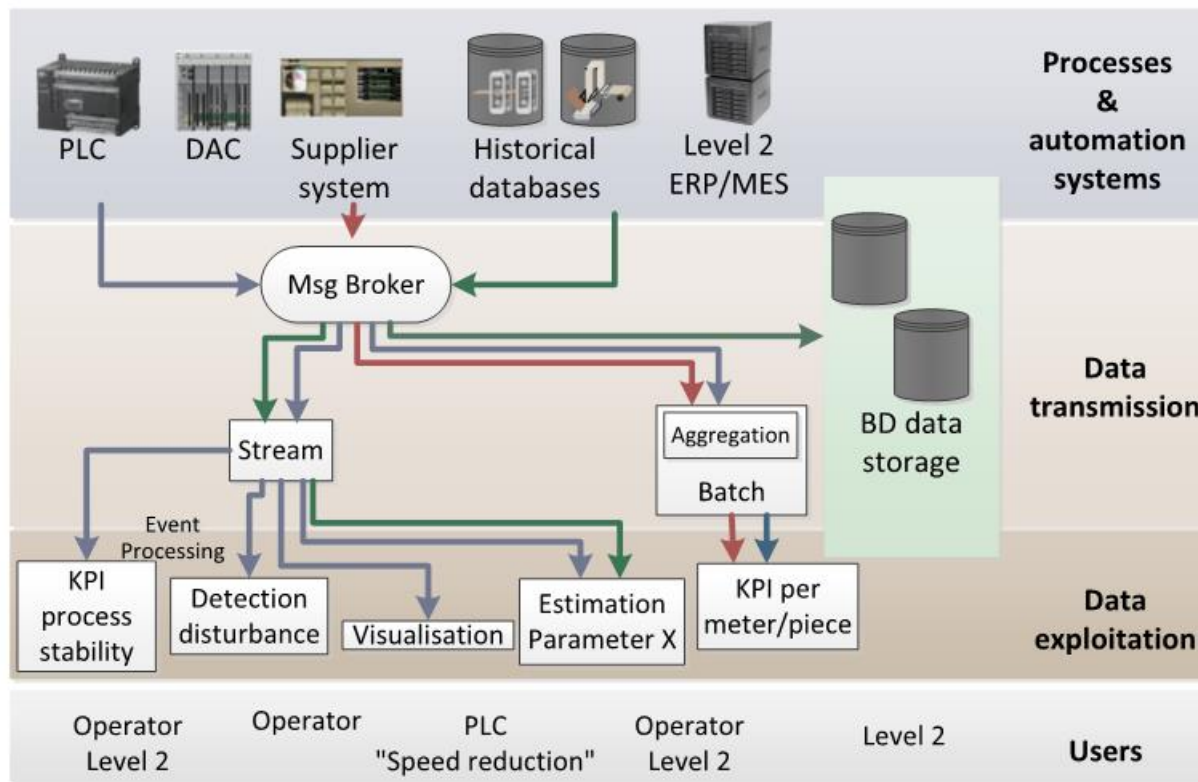 PLC
DAC
Supplier
system
Historical
databases
Level 2
ERP/MES
Processes
&
automation
systems
Msg Broker
Stream
Aggregation
Batch
BD data
storage
Data
transmission
Event
Processing
KPI
process
stability
Detection
disturbance
Visualisation
Estimation
Parameter X
KPI per
meter/piece
Data
exploitation
Operator
Level 2
Operator
PLC
"Speed reduction"
Operator
Level 2
Level 2
Users